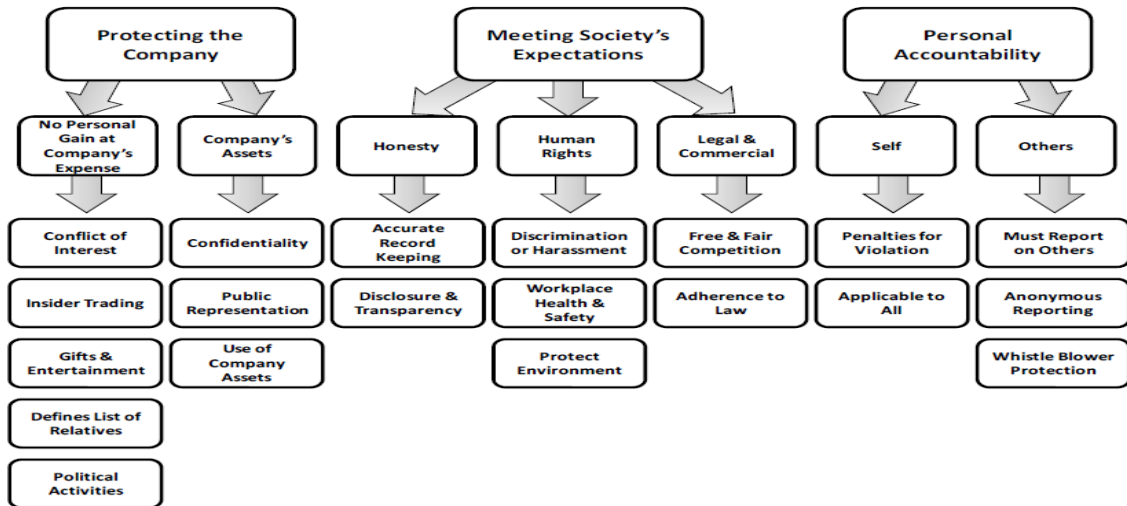 Protecting the
Company
Meeting Society's
Expectations
Personal
Accountability
No Personal
Gain at
Company's
Expense
Company's
Assets
Honesty
Human
Rights
Legal &
Commercial
Self
Others
Conflict of
Interest
Confidentiality
Accurate
Record
Keeping
Discrimination
or Harassment
Free & Fair
Competition
Penalties for
Violation
Must Report
on Others
Insider Trading
Public
Representation
Disclosure &
Transparency
Workplace
Health &
Safety
Adherence to
Law
Applicable to
All
Anonymous
Reporting
Gifts &
Entertainment
Use of
Company
Assets
Protect
Environment
Whistle Blower
Protection
Defines List of
Relatives
Political
Activities